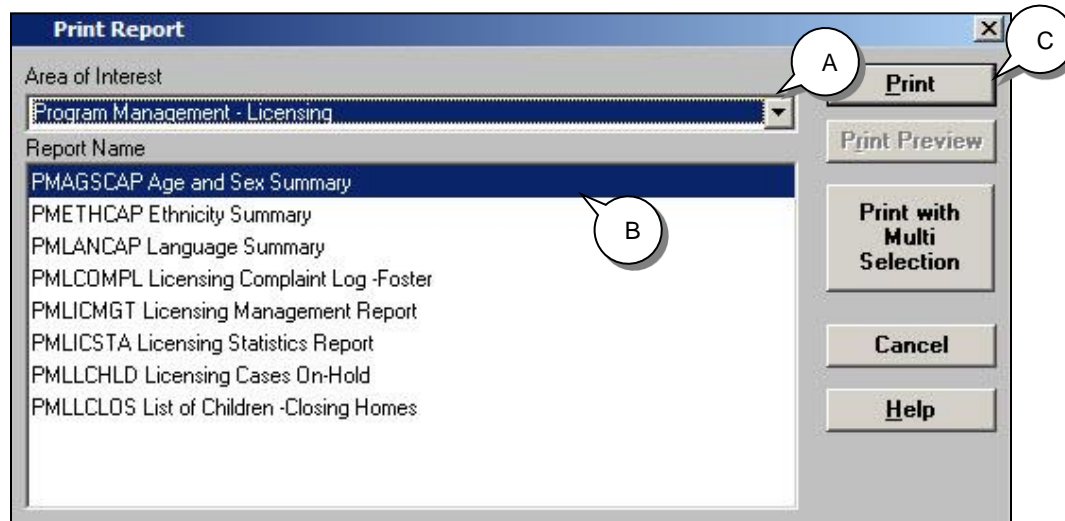 Print Report
C
A
Area of Interest
Print
Program Management - Licensing
Report Name
Print Preview
PMAGSCAP Age and Sex Summary
PMETHCAP Ethnicity Summary
B
Print with
Multi
Selection
PMLANCAP Language Summary
PMLCOMPL Licensing Complaint Log -Foster
PMLICMGT Licensing Management Report
PMLICSTA Licensing Statistics Report
Cancel
PMLLCHLD Licensing Cases On-Hold
PMLLCLOS List of Children -Closing Homes
Help